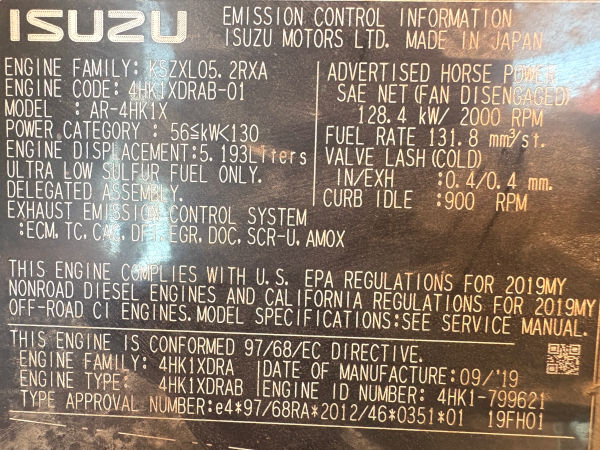 ISUZU
EMISSION CONTROL INFORMATION
ISUZU MOTORS LTD. MADE IN JAPAN
ENGINE FAMILY: KSZXL05.2RXA
ENGINE CODE: 4HK1XDRAB-01
MODEL : AR-4HK1X
POWER CATEGORY : 56≦kW<130
ENGINE DISPLACEMENT:5.193Liters
ULTRA LOW SULFUR FUEL ONLY.
DELEGATED ASSEMBLY.
EXHAUST EMISSION CONTROL SYSTEM
:ECM, TC, CAC, DFI, EGR, DOC, SCR-U, AMOX
ADVERTISED HORSE POWER
SAE NET(FAN DISENGAGED)
128.4 kW/ 2000 RPM
FUEL RATE 131.8 mm³/st.
VALVE LASH(COLD)
IN/EXH :0.4/0.4 mm.
CURB IDLE :900 RPM
THIS ENGINE COMPLIES WITH U.S. EPA REGULATIONS FOR 2019MY
NONROAD DIESEL ENGINES AND CALIFORNIA REGULATIONS FOR 2019MY
OFF-ROAD CI ENGINES. MODEL SPECIFICATIONS:SEE SERVICE MANUAL.
THIS ENGINE IS CONFORMED 97/68/EC DIRECTIVE.
ENGINE FAMILY: 4HK1XDRA DATE OF MANUFACTURE:09/'19
ENGINE TYPE: 4HK1XDRAB ENGINE ID NUMBER: 4HK1-799621
TYPE APPROVAL NUMBER:e4*97/68RA*2012/46*0351*01 19FH01